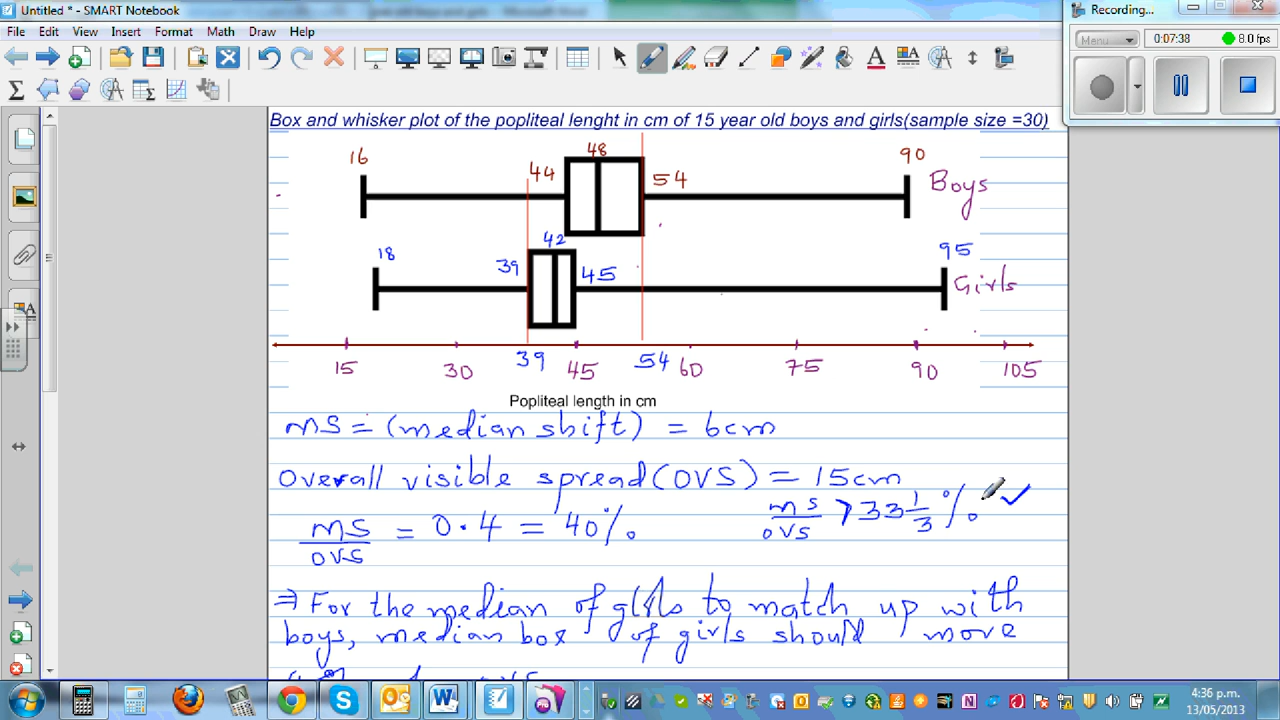 Untitled * - SMART Notebook
Recording...
File Edit View Insert Format Math Draw Help
Menu 0:07:38 8.0 fps
Box and whisker plot of the popliteal lenght in cm of 15 year old boys and girls(sample size =30)
16 44 48 54 90 Boys
18 39 42 45 95 Girls
39 54
15 30 45 60 75 90 105
Popliteal length in cm
MS = (median shift) = 6cm
Overall visible spread (OVS) = 15cm
MS/OVS = 0.4 = 40%
MS/OVS > 33 1/3 % ✓
⇒ For the median of girls to match up with
boys, median box of girls should more
4:36 p.m.
13/05/2013